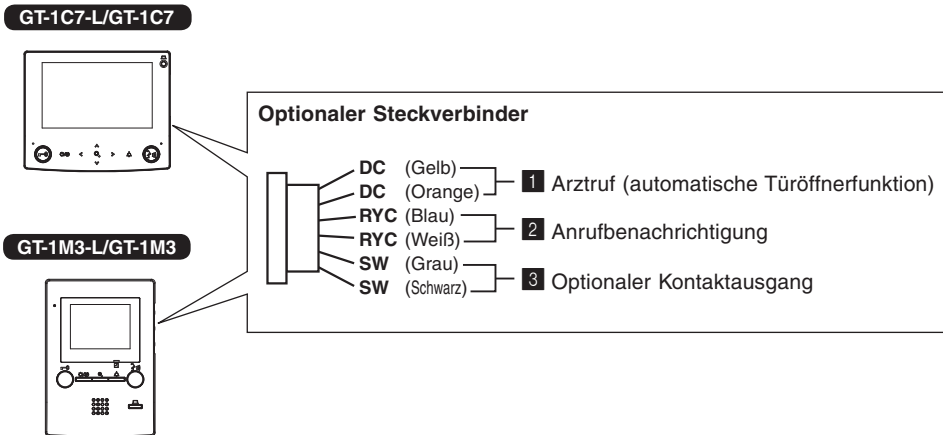 GT-1C7-L/GT-1C7
Optionaler Steckverbinder
DC (Gelb)
DC (Orange)
1 Arztruf (automatische Türöffnerfunktion)
RYC (Blau)
RYC (Weiß)
2 Anrufbenachrichtigung
SW (Grau)
SW (Schwarz)
3 Optionaler Kontaktausgang
GT-1M3-L/GT-1M3